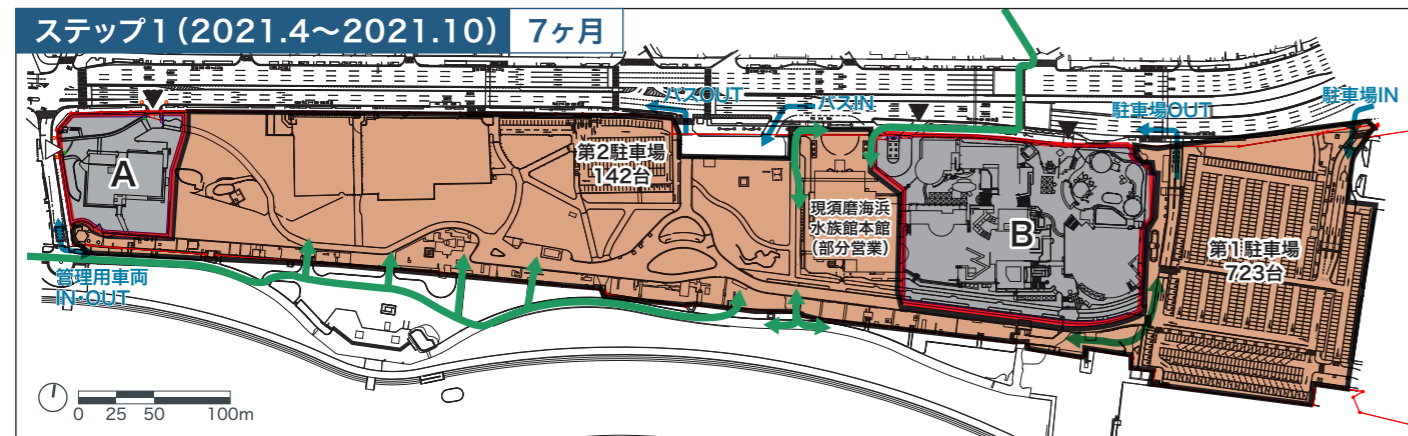 ステップ1(2021.4〜2021.10) 7ヶ月
バスOUT
バスIN
駐車場OUT
駐車場IN
A
第2駐車場
142台
現須磨海浜
水族館本館
(部分営業)
B
第1駐車場
723台
管理用車両
IN・OUT
0 25 50 100m